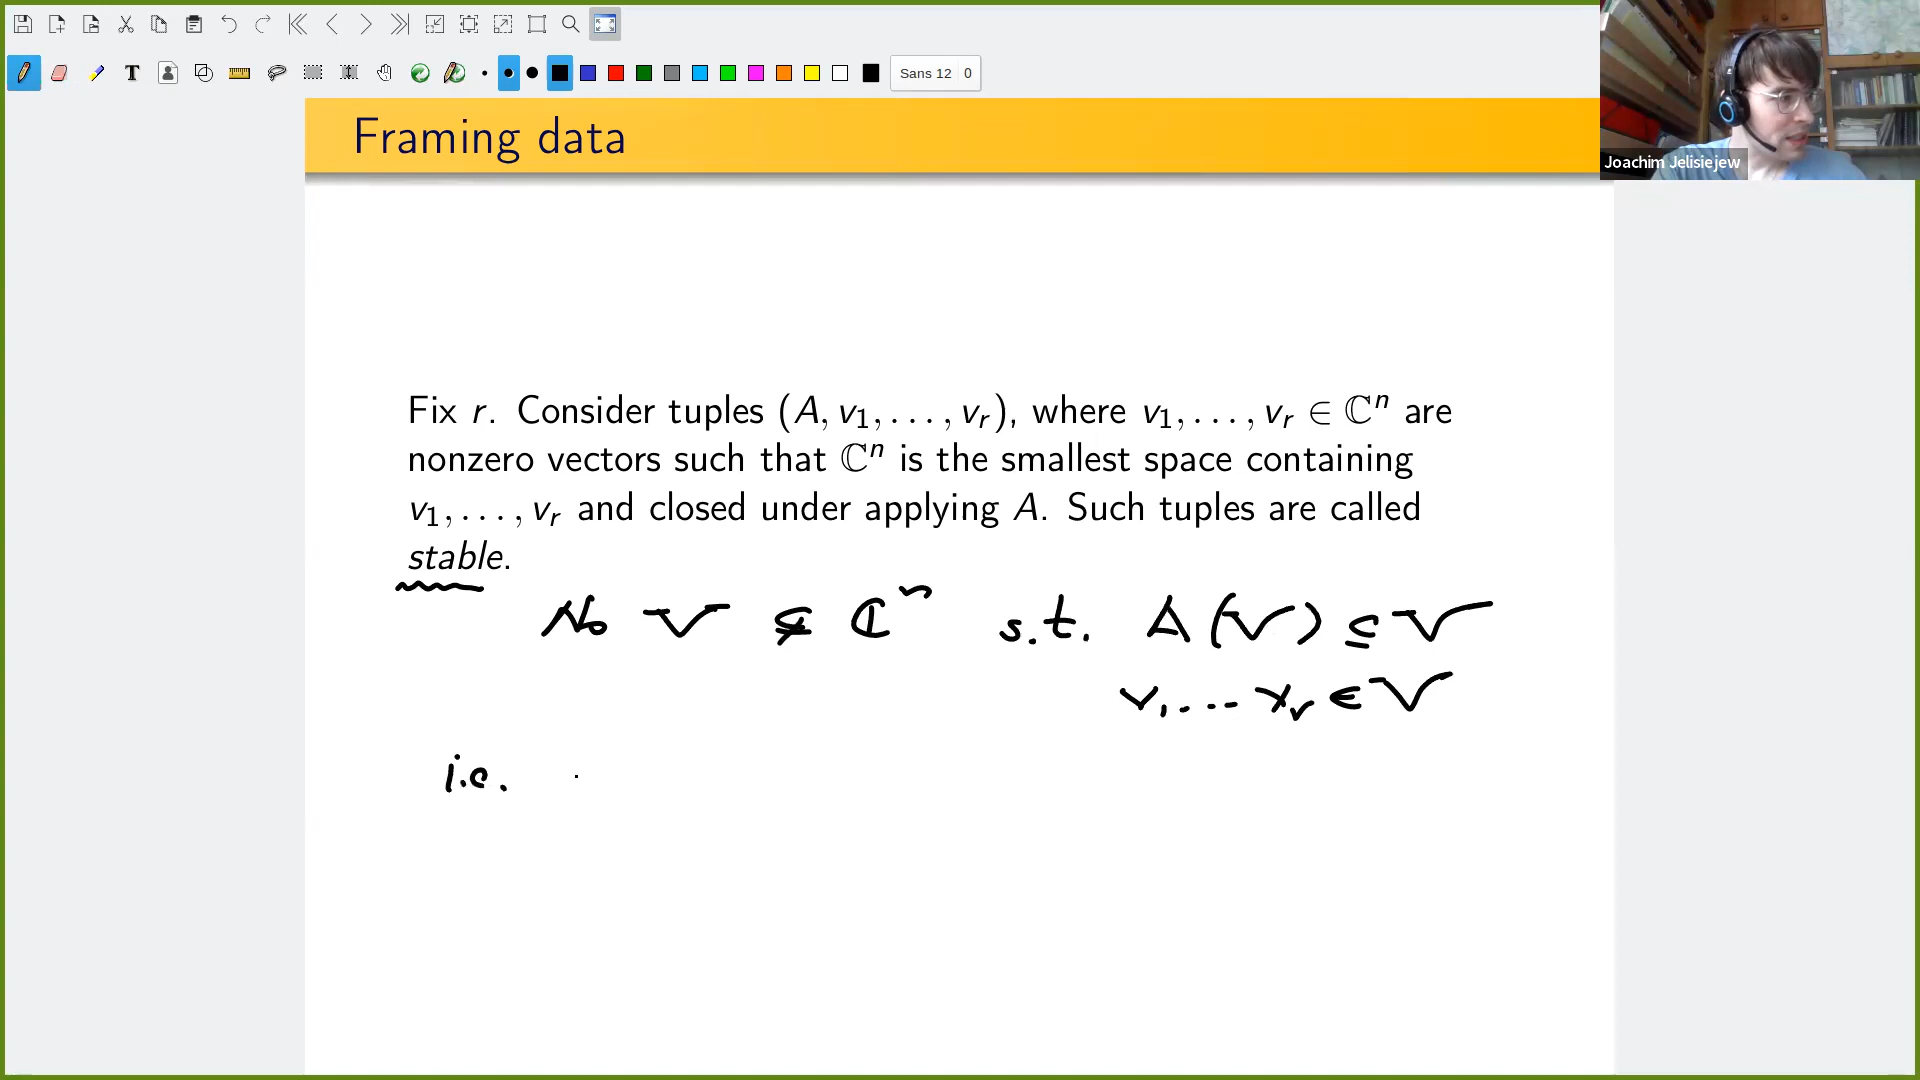 T
Sans 12 0
Joachim Jelisiejew
Framing data
Fix r. Consider tuples (A, v₁, . . . , vᵣ), where v₁, . . . , vᵣ ∈ ℂⁿ are
nonzero vectors such that ℂⁿ is the smallest space containing
v₁, . . . , vᵣ and closed under applying A. Such tuples are called
stable.
No V ⊊ ℂⁿ s.t. A(V) ⊆ V
v₁, ... vᵣ ∈ V
i.e.